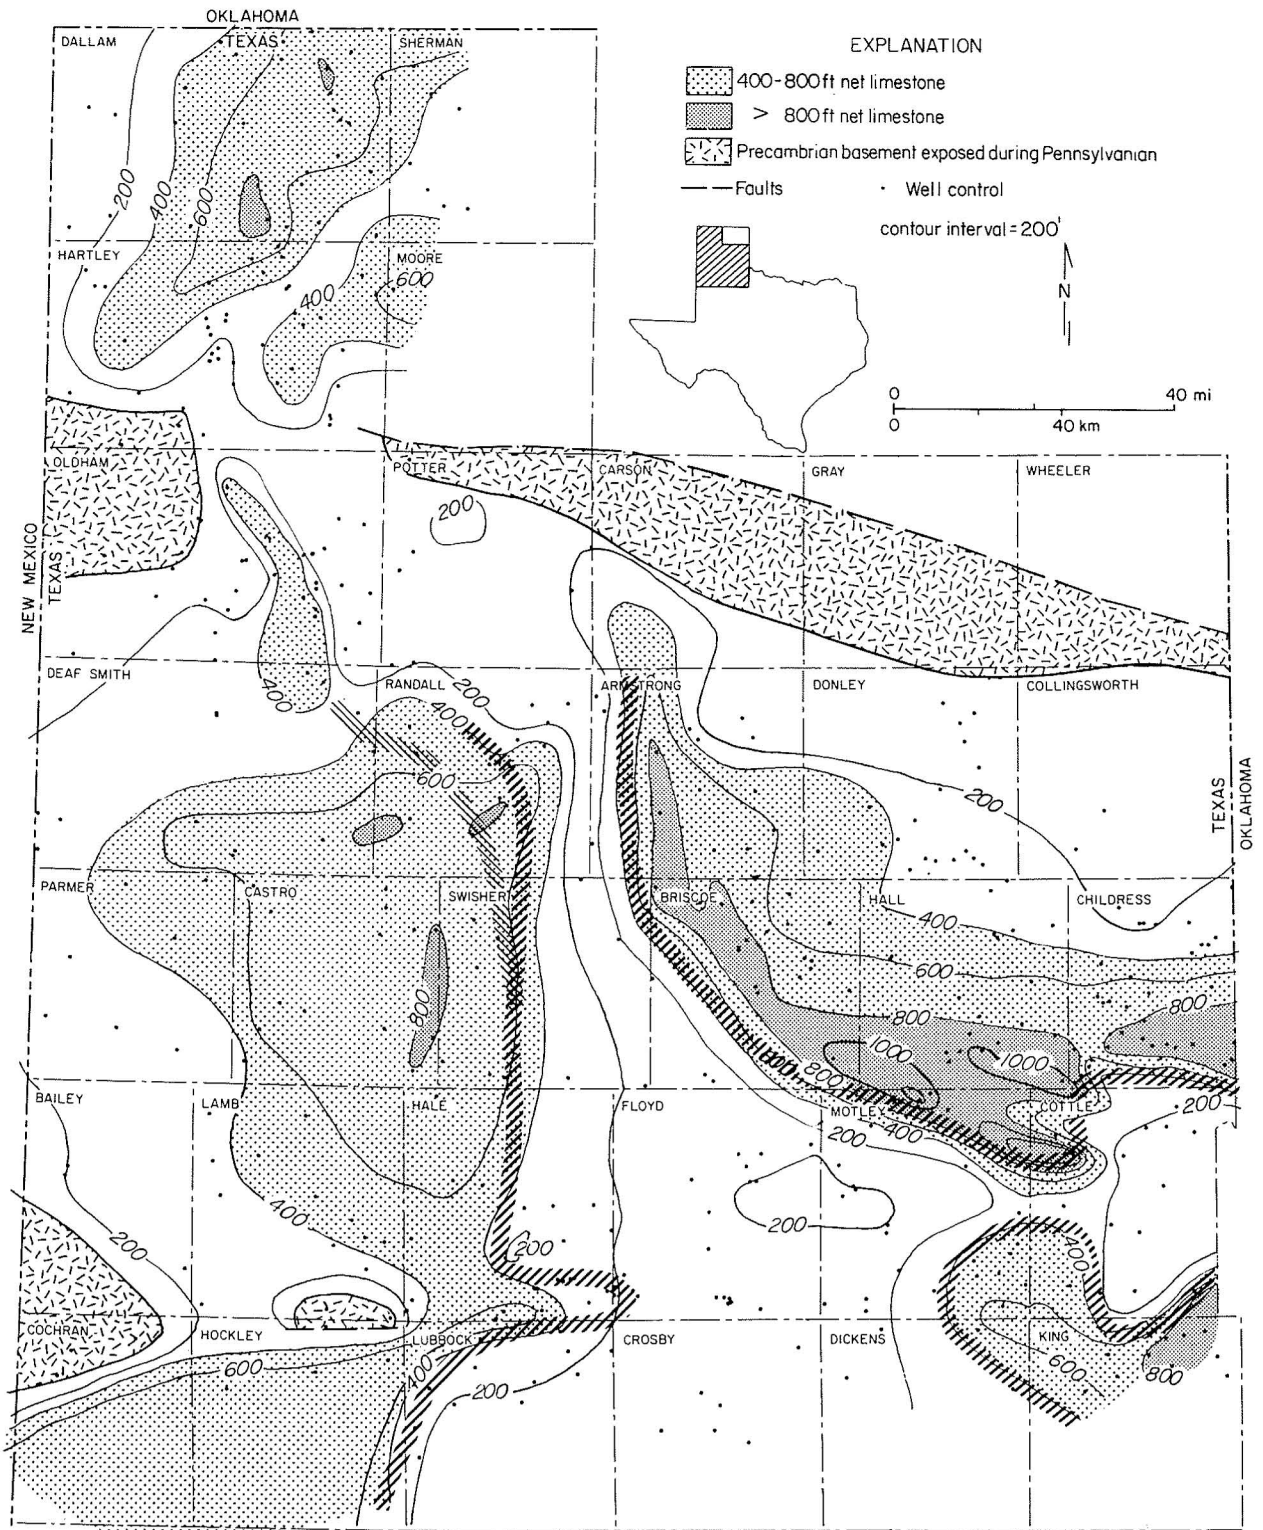 OKLAHOMA
TEXAS
DALLAM
SHERMAN
EXPLANATION
400-800ft net limestone
> 800ft net limestone
Precambrian basement exposed during Pennsylvanian
Faults
Well control
contour interval = 200'
N
0 40 mi
0 40 km
200
400
600
HARTLEY
MOORE
600
400
OLDHAM
POTTER
CARSON
GRAY
WHEELER
200
NEW MEXICO
TEXAS
DEAF SMITH
400
RANDALL
200
400
ARMSTRONG
DONLEY
COLLINGSWORTH
600
200
TEXAS
OKLAHOMA
PARMER
CASTRO
SWISHER
BRISCOE
HALL
CHILDRESS
400
600
800
800
800
1000
1000
800
BAILEY
LAMB
HALE
FLOYD
MOTLEY
COTTLE
200
400
200
400
200
200
200
400
COCHRAN
HOCKLEY
LUBBOCK
CROSBY
DICKENS
KING
600
400
200
600
800